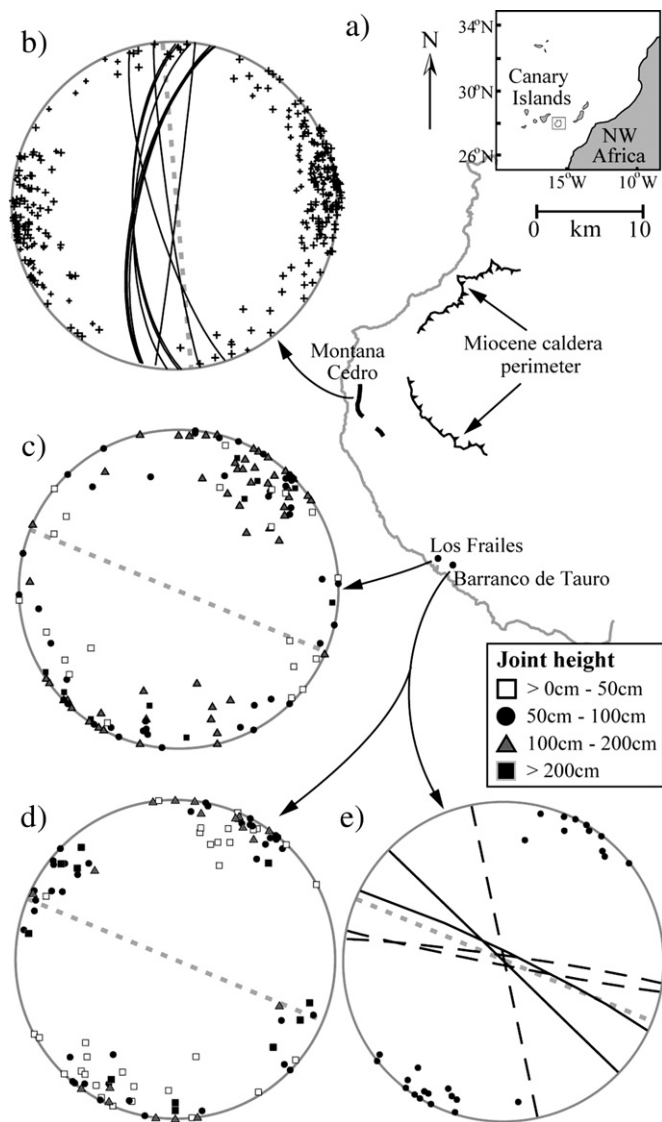 b)
a)
N
34°N
30°N
26°N
Canary
Islands
NW
Africa
15°W
10°W
0
km
10
Montana
Cedro
Miocene caldera
perimeter
c)
Los Frailes
Barranco de Tauro
Joint height
> 0cm - 50cm
50cm - 100cm
100cm - 200cm
> 200cm
d)
e)